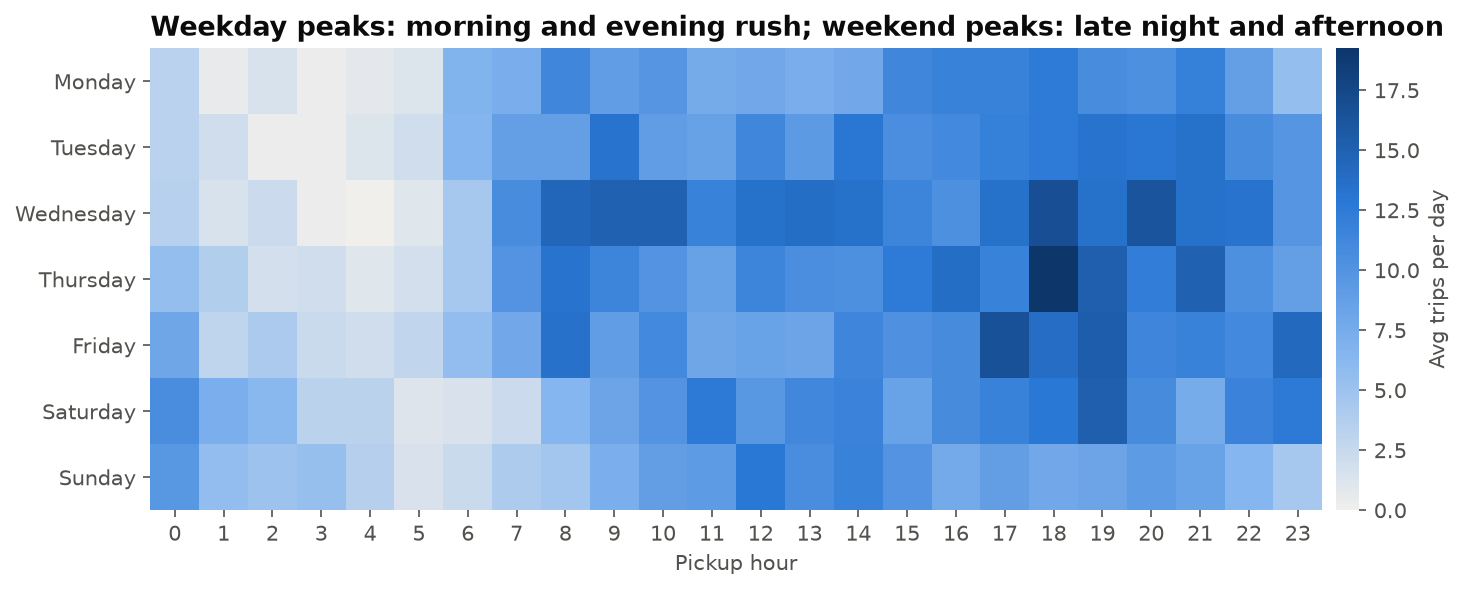 Weekday peaks: morning and evening rush; weekend peaks: late night and afternoon
Monday
Tuesday
Wednesday
Thursday
Friday
Saturday
Sunday
0 1 2 3 4 5 6 7 8 9 10 11 12 13 14 15 16 17 18 19 20 21 22 23
Pickup hour
17.5
15.0
12.5
10.0
7.5
5.0
2.5
0.0
Avg trips per day